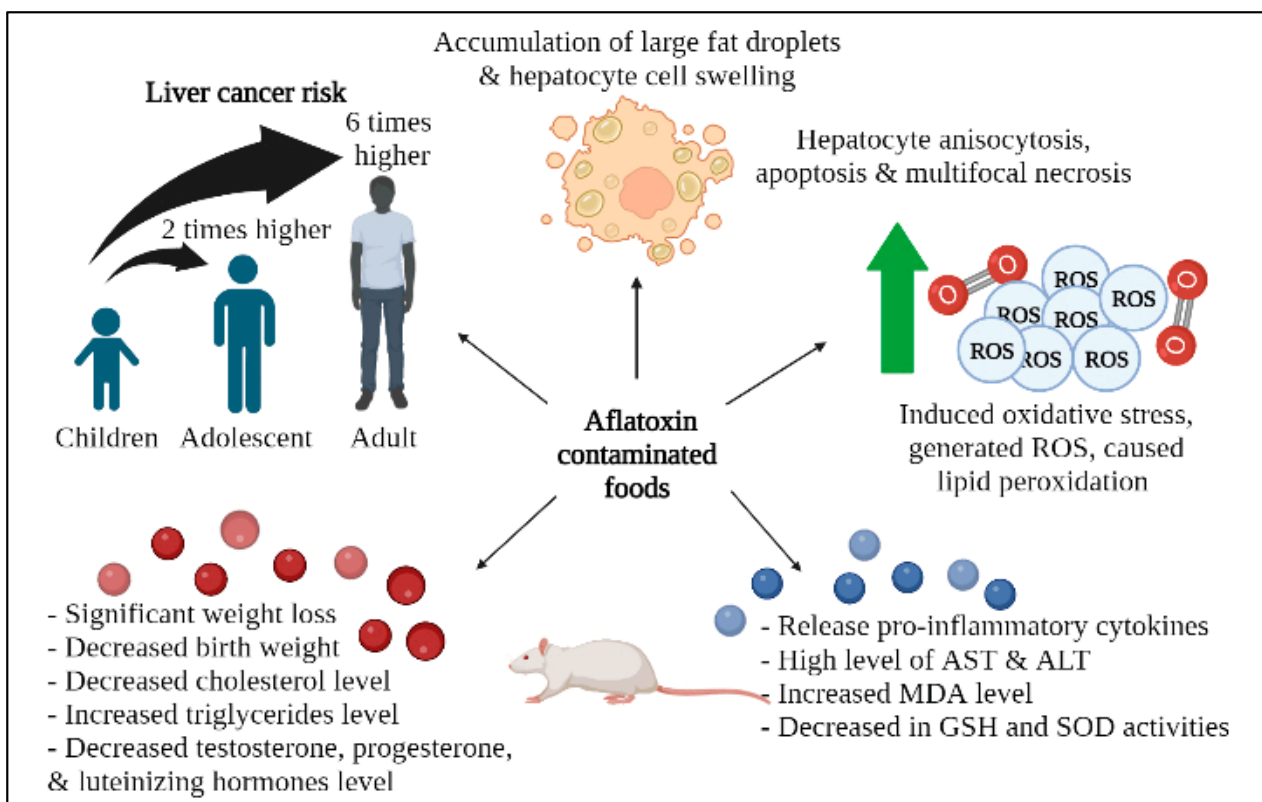 Accumulation of large fat droplets
& hepatocyte cell swelling
Liver cancer risk
6 times
higher
2 times higher
Children
Adolescent
Adult
Hepatocyte anisocytosis,
apoptosis & multifocal necrosis
ROS
ROS
ROS
ROS
ROS
ROS
ROS
O
O
O
O
Induced oxidative stress,
generated ROS, caused
lipid peroxidation
Aflatoxin
contaminated
foods
- Significant weight loss
- Decreased birth weight
- Decreased cholesterol level
- Increased triglycerides level
- Decreased testosterone, progesterone,
& luteinizing hormones level
- Release pro-inflammatory cytokines
- High level of AST & ALT
- Increased MDA level
- Decreased in GSH and SOD activities